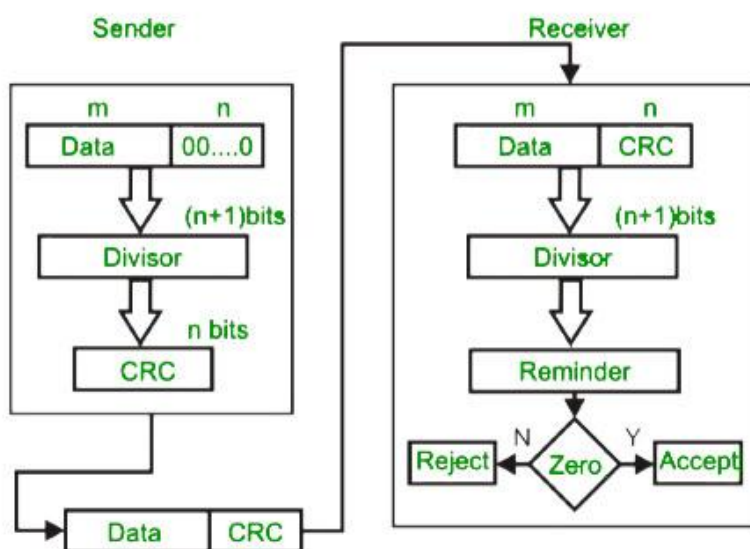 Sender
m n
Data 00....0
(n+1)bits
Divisor
n bits
CRC
Data CRC
Receiver
m n
Data CRC
(n+1)bits
Divisor
Reminder
N Y
Reject Zero Accept